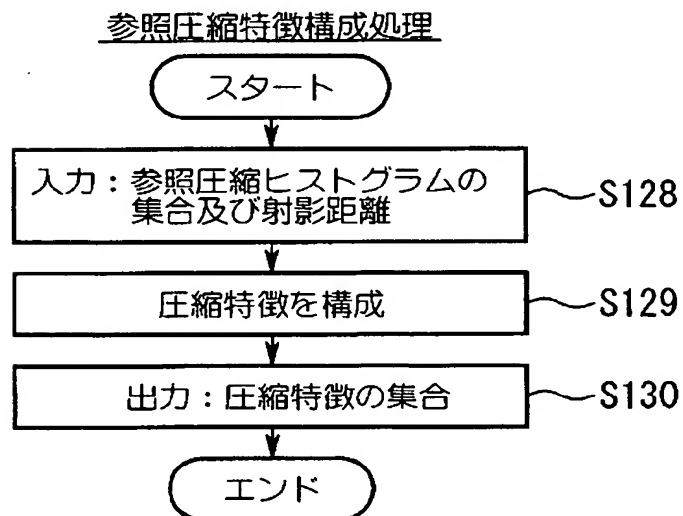 参照圧縮特徴構成処理
スタート
入力：参照圧縮ヒストグラムの
集合及び射影距離
S128
圧縮特徴を構成
S129
出力：圧縮特徴の集合
S130
エンド